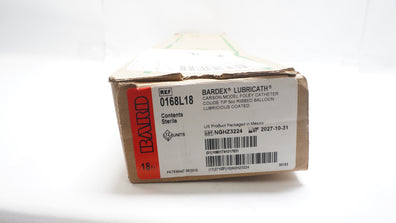 REF
0168L18
BARDEX® LUBRICATH®
CARSON MODEL FOLEY CATHETER
COUDE TIP 5cc RIBBED BALLOON
LUBRICIOUS COATED
Contents
Sterile
UNITS
US Product Packaged in Mexico
LOT NGHZ3224
2027-10-31
BARD
18